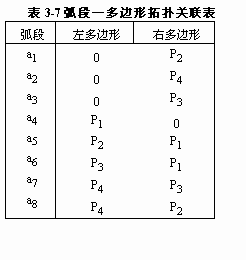 表 3-7 弧段—多边形拓扑关联表
弧段 左多边形 右多边形
a1 0 P2
a2 0 P4
a3 0 P3
a4 P1 0
a5 P2 P1
a6 P3 P1
a7 P4 P3
a8 P4 P2